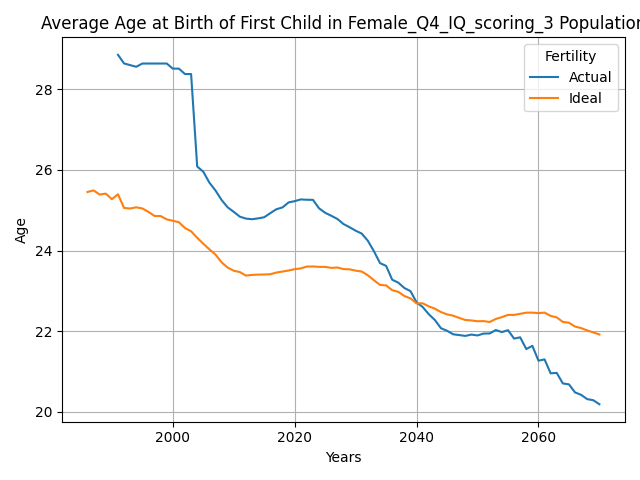 Average Age at Birth of First Child in Female_Q4_IQ_scoring_3 Population
Fertility
Actual
Ideal
Age
28
26
24
22
20
2000
2020
2040
2060
Years